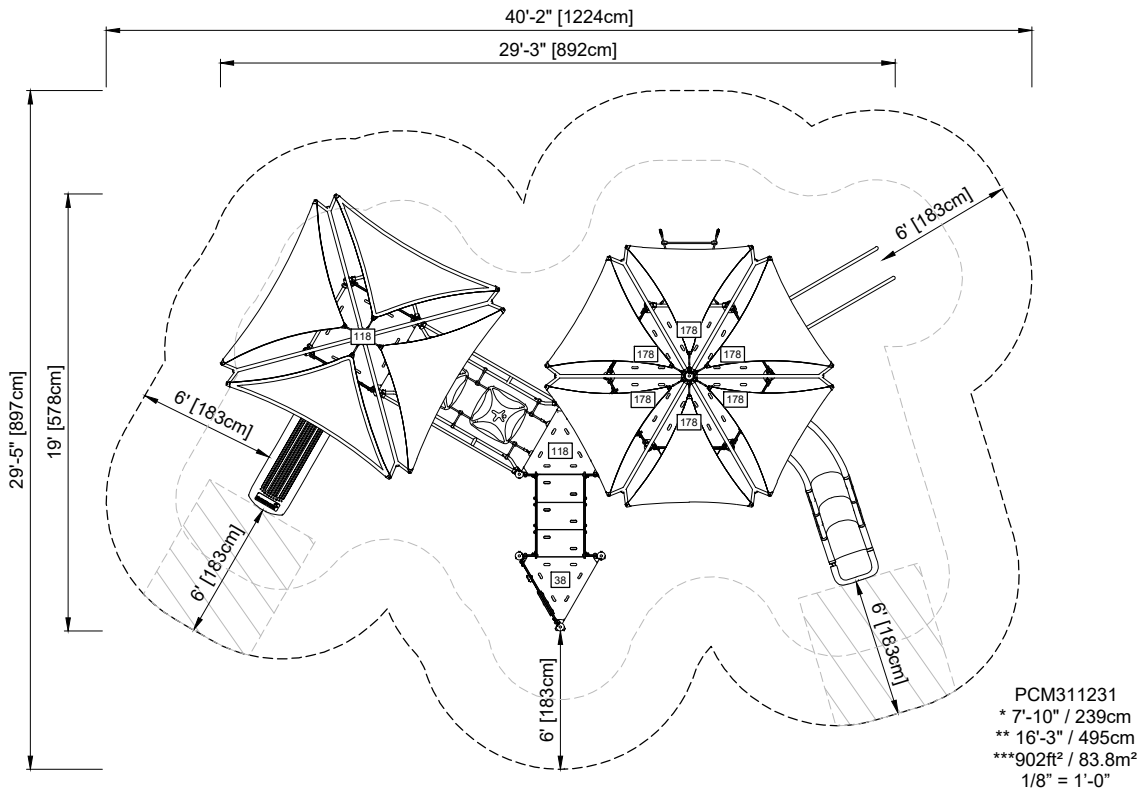 40'-2" [1224cm]
29'-3" [892cm]
29'-5" [897cm]
19' [578cm]
6' [183cm]
118
178
178
178
178
178
178
118
38
6' [183cm]
6' [183cm]
6' [183cm]
6' [183cm]
PCM311231
* 7'-10" / 239cm
** 16'-3" / 495cm
***902ft² / 83.8m²
1/8" = 1'-0"